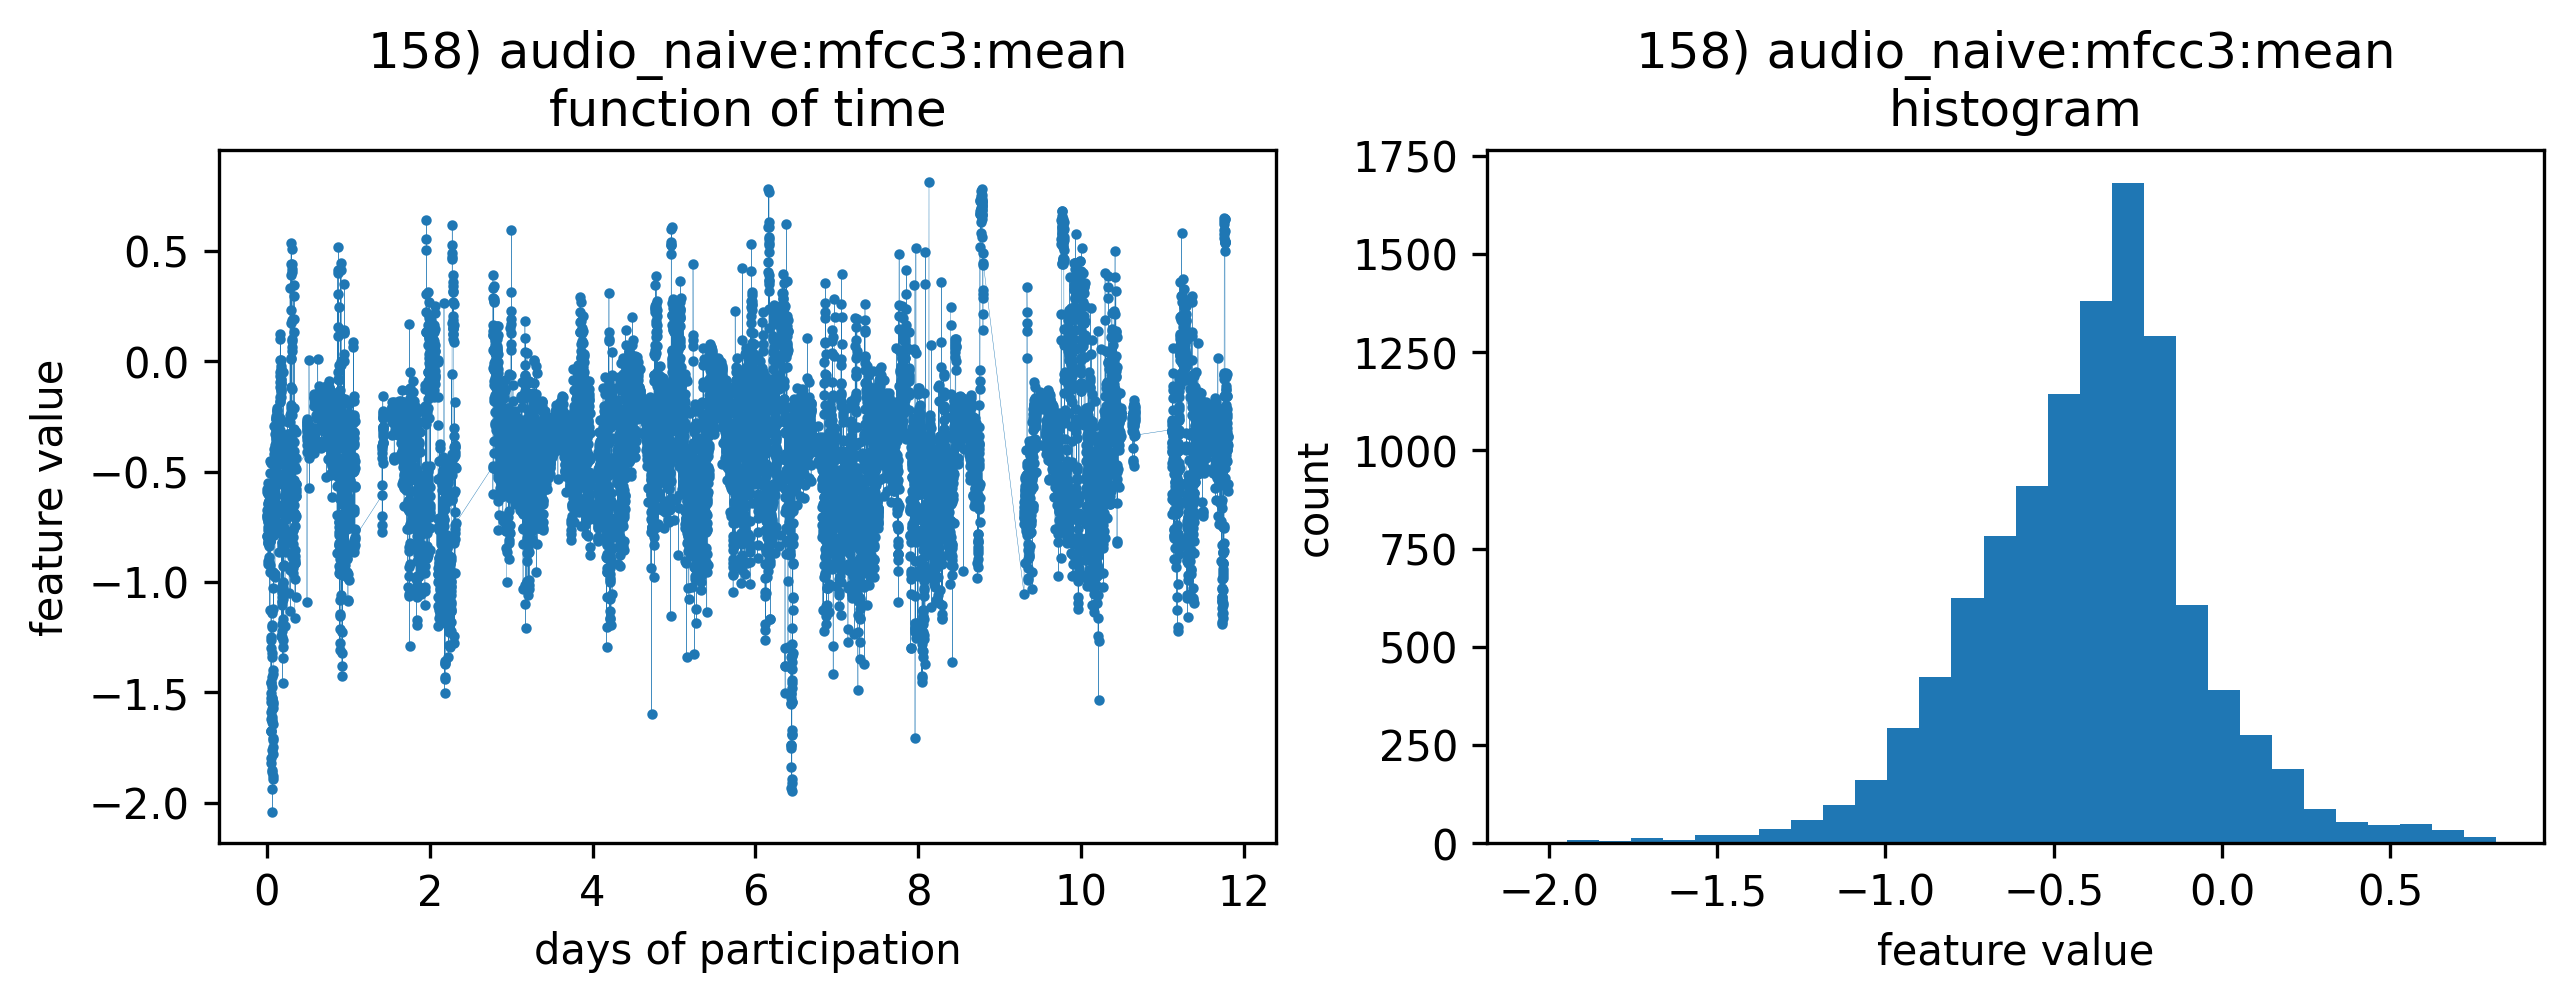 158) audio_naive:mfcc3:mean
function of time
feature value
0.5
0.0
−0.5
−1.0
−1.5
−2.0
0 2 4 6 8 10 12
days of participation
158) audio_naive:mfcc3:mean
histogram
count
1750
1500
1250
1000
750
500
250
0
−2.0 −1.5 −1.0 −0.5 0.0 0.5
feature value